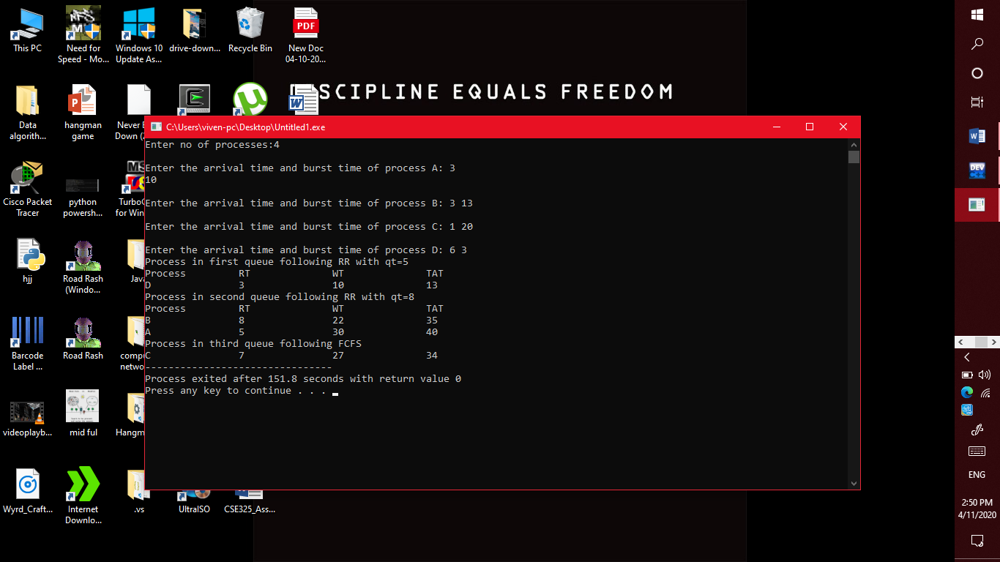 This PC
Need for
Speed - Mo...
Windows 10
Update As...
drive-down...
Recycle Bin
PDF
New Doc
04-10-20...
SCIPLINE EQUALS FREEDOM
Data
algorith...
hangman
game
Never
Down (2
C:\Users\viven-pc\Desktop\Untitled1.exe
Enter no of processes:4
Enter the arrival time and burst time of process A: 3
10
Enter the arrival time and burst time of process B: 3 13
Enter the arrival time and burst time of process C: 1 20
Enter the arrival time and burst time of process D: 6 3
Process in first queue following RR with qt=5
Process RT WT TAT
D 3 10 13
Process in second queue following RR with qt=8
Process RT WT TAT
B 8 22 35
A 5 30 40
Process in third queue following FCFS
C 7 27 34
--------------------------------
Process exited after 151.8 seconds with return value 0
Press any key to continue . . .
Cisco Packet
Tracer
python
powersh...
TurboC
for Win
hjj
Road Rash
(Windo...
Java
Barcode
Label ...
Road Rash
comp
netwo
videoplayb...
mid ful
Hangm
Wyrd_Craft...
Internet
Downlo...
.vs
UltraISO
CSE325_Ass...
DEV
ENG
2:50 PM
4/11/2020